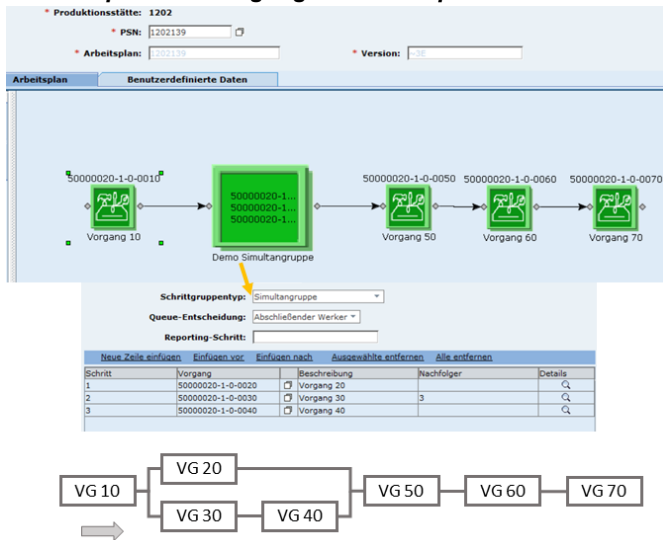 * Produktionsstätte: 1202
* PSN: 1202139
* Arbeitsplan: 1202139 * Version: -3E
Arbeitsplan Benutzerdefinierte Daten
50000020-1-0-0010 50000020-1-0-0050 50000020-1-0-0060 50000020-1-0-0070
50000020-1...
50000020-1...
50000020-1...
Vorgang 10 Vorgang 50 Vorgang 60 Vorgang 70
Demo Simultangruppe
Schrittgruppentyp: Simultangruppe
Queue-Entscheidung: Abschließender Werker
Reporting-Schritt:
Neue Zeile einfügen Einfügen vor Einfügen nach Ausgewählte entfernen Alle entfernen
Schritt Vorgang Beschreibung Nachfolger Details
1 50000020-1-0-0020 Vorgang 20
2 50000020-1-0-0030 Vorgang 30 3
3 50000020-1-0-0040 Vorgang 40
VG 20
VG 10 VG 50 VG 60 VG 70
VG 30 VG 40